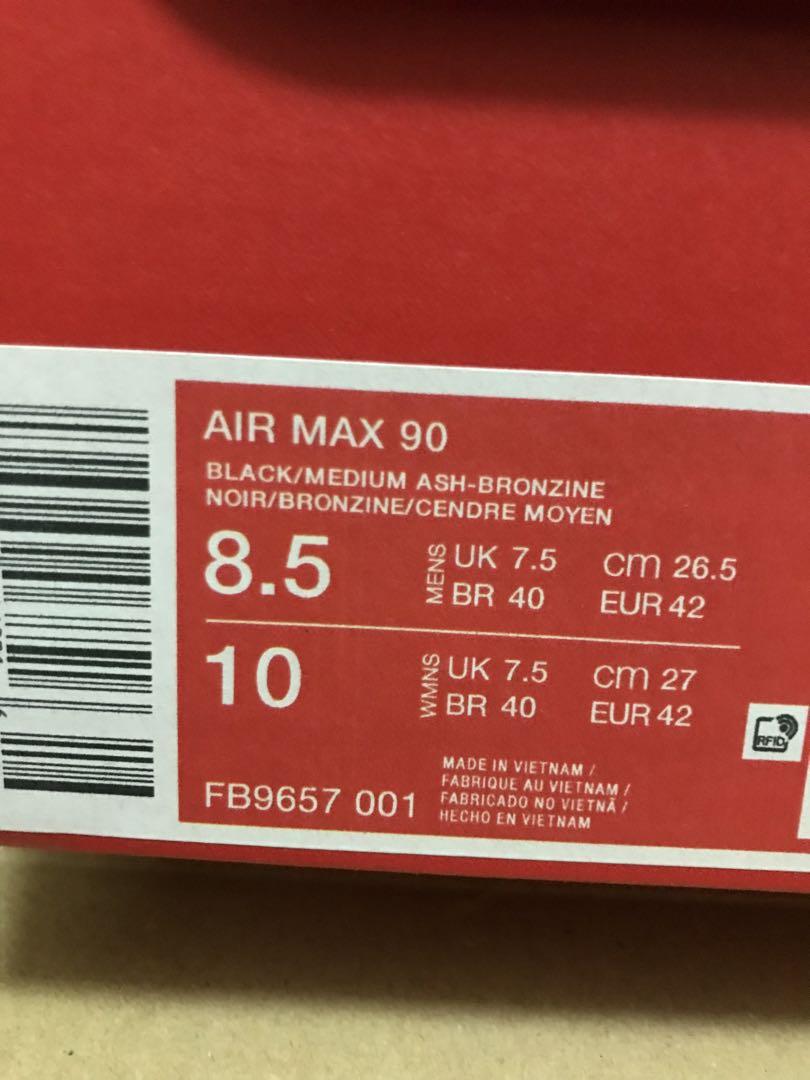 AIR MAX 90
BLACK/MEDIUM ASH-BRONZINE
NOIR/BRONZINE/CENDRE MOYEN
8.5 MENS UK 7.5 cm 26.5
BR 40 EUR 42
10 WMNS UK 7.5 cm 27
BR 40 EUR 42
RFID
FB9657 001
MADE IN VIETNAM /
FABRIQUE AU VIETNAM /
FABRICADO NO VIETNÃ /
HECHO EN VIETNAM